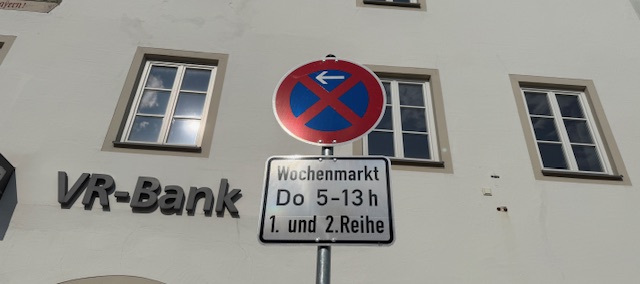 VR-Bank
Wochenmarkt
Do 5-13 h
1. und 2.Reihe